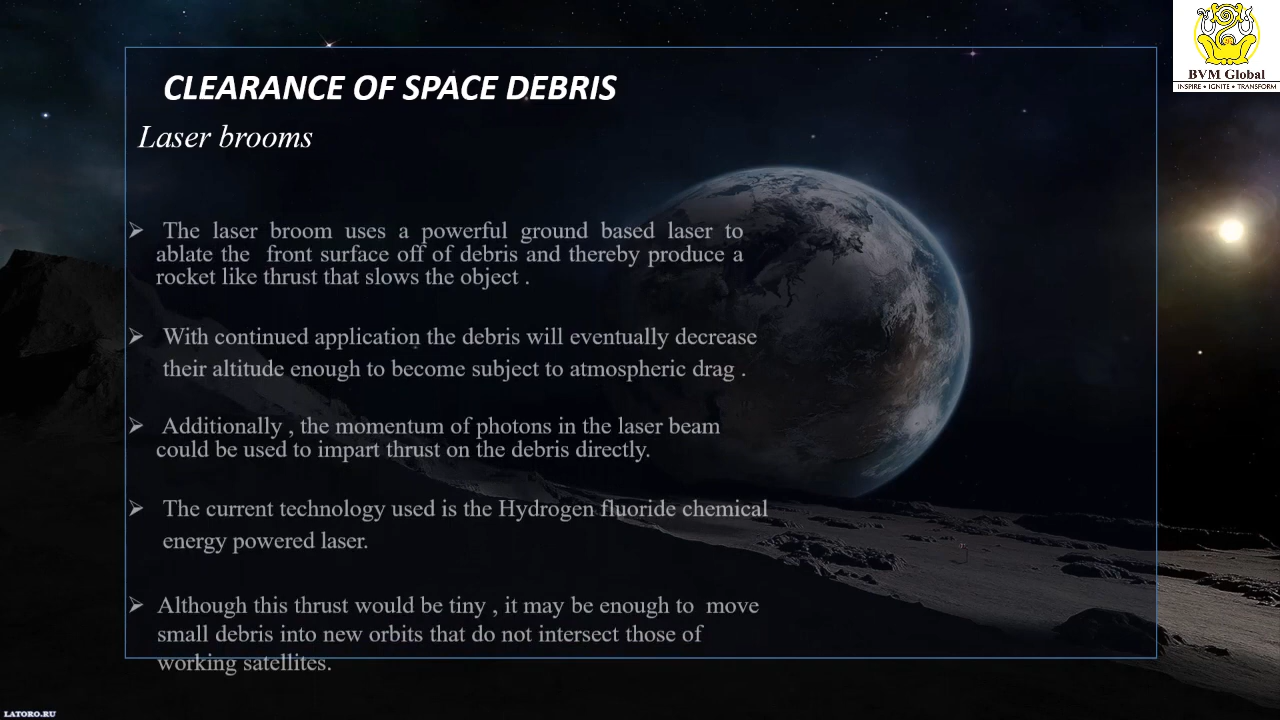 BVM Global
INSPIRE • IGNITE • TRANSFORM
CLEARANCE OF SPACE DEBRIS
Laser brooms
➢ The laser broom uses a powerful ground based laser to
ablate the front surface off of debris and thereby produce a
rocket like thrust that slows the object .
➢ With continued application the debris will eventually decrease
their altitude enough to become subject to atmospheric drag .
➢ Additionally , the momentum of photons in the laser beam
could be used to impart thrust on the debris directly.
➢ The current technology used is the Hydrogen fluoride chemical
energy powered laser.
➢ Although this thrust would be tiny , it may be enough to move
small debris into new orbits that do not intersect those of
working satellites.
LATORO.RU